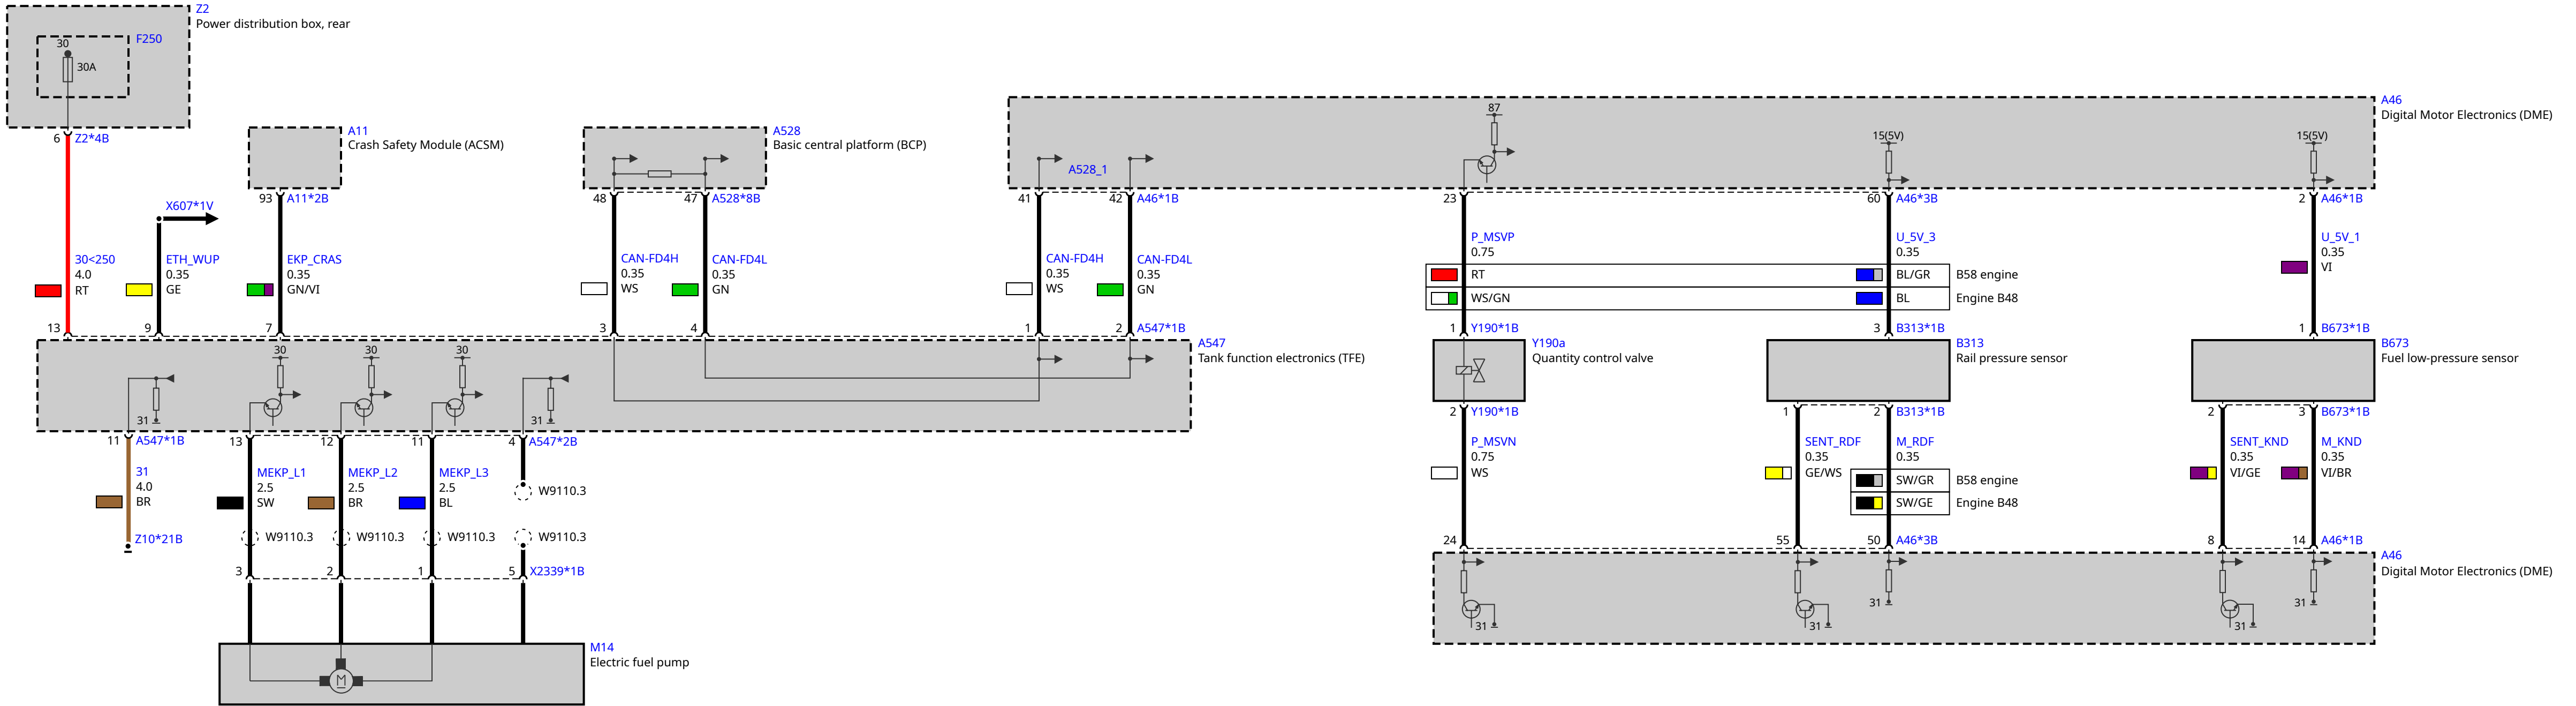 Z2
Power distribution box, rear
F250
30
30A
6
Z2*4B
A11
Crash Safety Module (ACSM)
A528
Basic central platform (BCP)
A46
Digital Motor Electronics (DME)
87
15(5V)
15(5V)
A528_1
93
A11*2B
48
47
A528*8B
41
42
A46*1B
23
60
A46*3B
2
A46*1B
X607*1V
30<250
4.0
RT
ETH_WUP
0.35
GE
EKP_CRAS
0.35
GN/VI
CAN-FD4H
0.35
WS
CAN-FD4L
0.35
GN
CAN-FD4H
0.35
WS
CAN-FD4L
0.35
GN
P_MSVP
0.75
RT
WS/GN
U_5V_3
0.35
BL/GR
B58 engine
BL
Engine B48
U_5V_1
0.35
VI
13
9
7
3
4
1
2
A547*1B
1
Y190*1B
3
B313*1B
1
B673*1B
A547
Tank function electronics (TFE)
30
30
30
31
31
Y190a
Quantity control valve
B313
Rail pressure sensor
B673
Fuel low-pressure sensor
11
A547*1B
13
12
11
4
A547*2B
2
Y190*1B
1
2
B313*1B
2
3
B673*1B
31
4.0
BR
MEKP_L1
2.5
SW
MEKP_L2
2.5
BR
MEKP_L3
2.5
BL
W9110.3
P_MSVN
0.75
WS
SENT_RDF
0.35
GE/WS
M_RDF
0.35
SW/GR
B58 engine
SW/GE
Engine B48
SENT_KND
0.35
VI/GE
M_KND
0.35
VI/BR
Z10*21B
W9110.3
W9110.3
W9110.3
W9110.3
24
55
50
A46*3B
8
14
A46*1B
3
2
1
5
X2339*1B
A46
Digital Motor Electronics (DME)
31
31
31
31
31
M14
Electric fuel pump
M